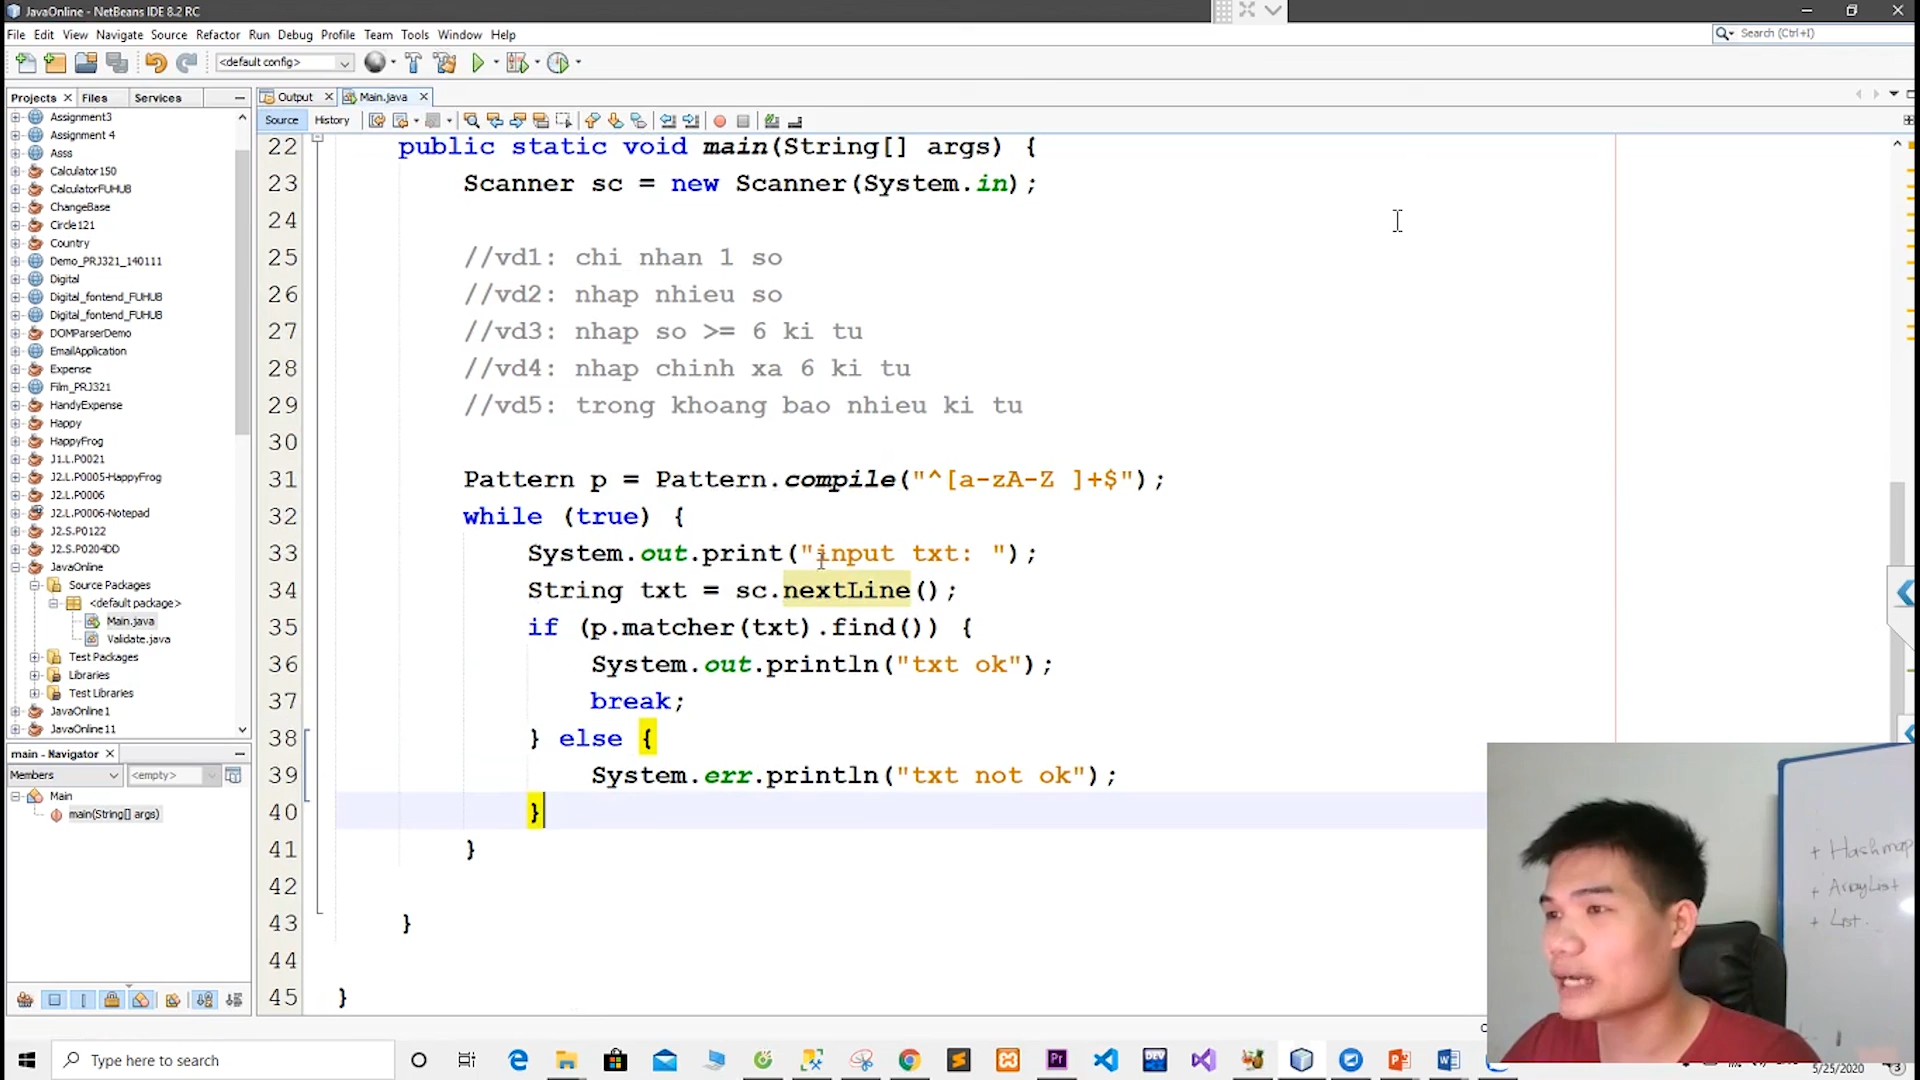 JavaOnline - NetBeans IDE 8.2 RC
File Edit View Navigate Source Refactor Run Debug Profile Team Tools Window Help
Search (Ctrl+I)
<default config>
Projects Files Services
Output Main.java
Source History
Assignment3
Assignment 4
Asss
Calculator150
CalculatorFUHUB
ChangeBase
Circle121
Country
Demo_PRJ321_140111
Digital
Digital_fontend_FUHUB
Digital_fontend_FUHUB
DOMParserDemo
EmailApplication
Expense
Film_PRJ321
HandyExpense
Happy
HappyFrog
J1.L.P0021
J2.L.P0005-HappyFrog
J2.L.P0006
J2.L.P0006-Notepad
J2.S.P0122
J2.S.P0204DD
JavaOnline
Source Packages
<default package>
Main.java
Validate.java
Test Packages
Libraries
Test Libraries
JavaOnline1
JavaOnline11
main - Navigator
Members <empty>
Main
main(String[] args)
22 public static void main(String[] args) {
23 Scanner sc = new Scanner(System.in);
24
25 //vd1: chi nhan 1 so
26 //vd2: nhap nhieu so
27 //vd3: nhap so >= 6 ki tu
28 //vd4: nhap chinh xa 6 ki tu
29 //vd5: trong khoang bao nhieu ki tu
30
31 Pattern p = Pattern.compile("^[a-zA-Z ]+$");
32 while (true) {
33 System.out.print("input txt: ");
34 String txt = sc.nextLine();
35 if (p.matcher(txt).find()) {
36 System.out.println("txt ok");
37 break;
38 } else {
39 System.err.println("txt not ok");
40 }
41 }
42
43 }
44
45 }
+ Hashmap
+ ArrayList
+ List.
Type here to search
5/25/2020